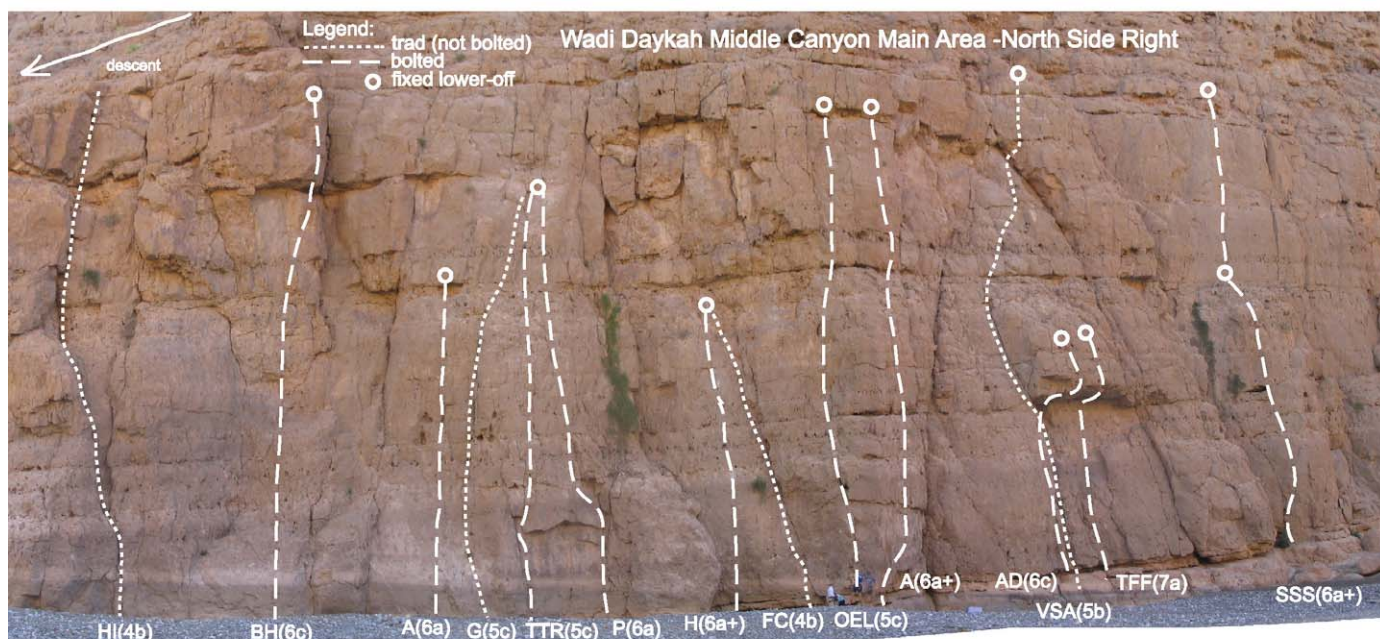 Legend:
trad (not bolted)
bolted
fixed lower-off
Wadi Daykah Middle Canyon Main Area -North Side Right
descent
HI(4b)
BH(6c)
A(6a)
G(5c)
TTR(5c)
P(6a)
H(6a+)
FC(4b)
OEL(5c)
A(6a+)
AD(6c)
VSA(5b)
TFF(7a)
SSS(6a+)